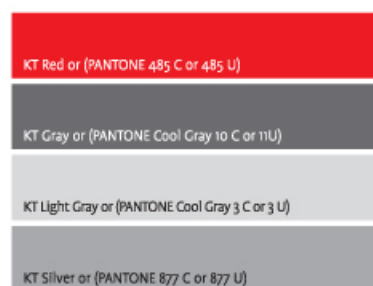 KT Red or (PANTONE 485 C or 485 U)
KT Gray or (PANTONE Cool Gray 10 C or 11U)
KT Light Gray or (PANTONE Cool Gray 3 C or 3 U)
KT Silver or (PANTONE 877 C or 877 U)